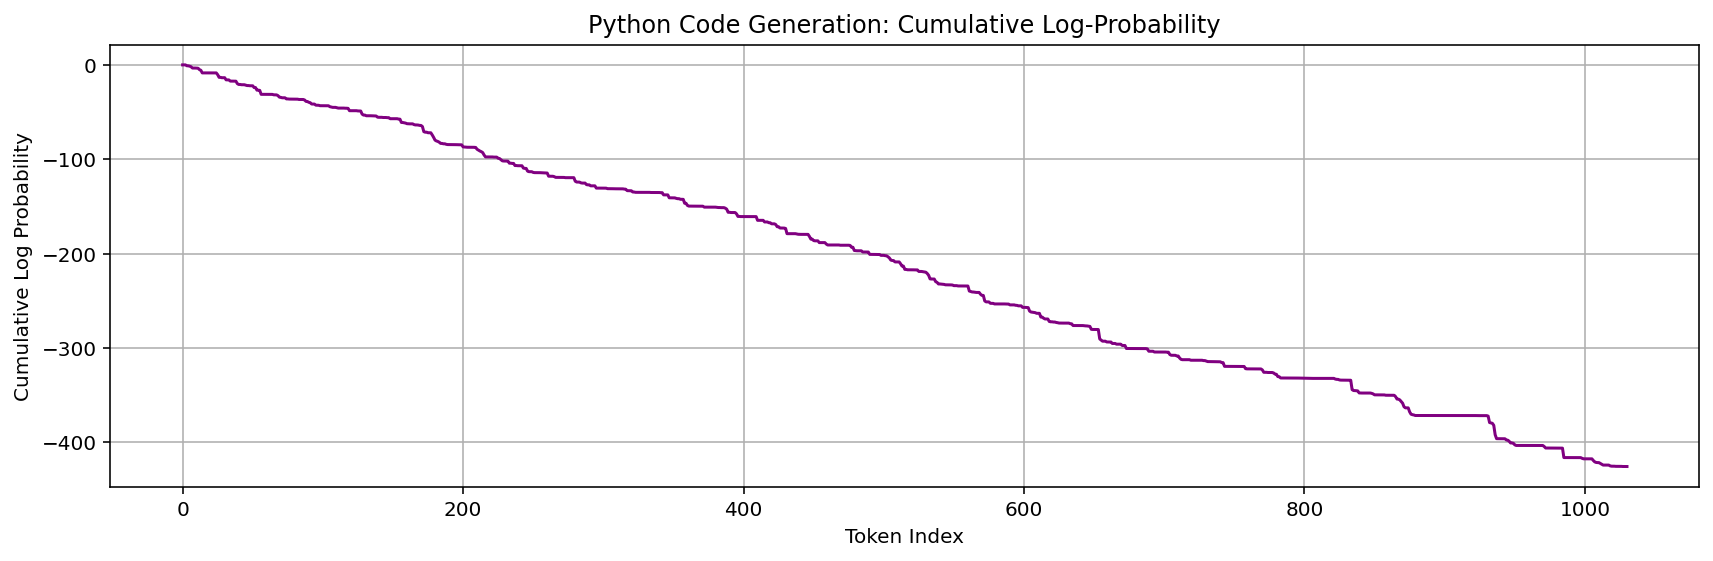 Python Code Generation: Cumulative Log-Probability
Cumulative Log Probability
0
−100
−200
−300
−400
0 200 400 600 800 1000
Token Index